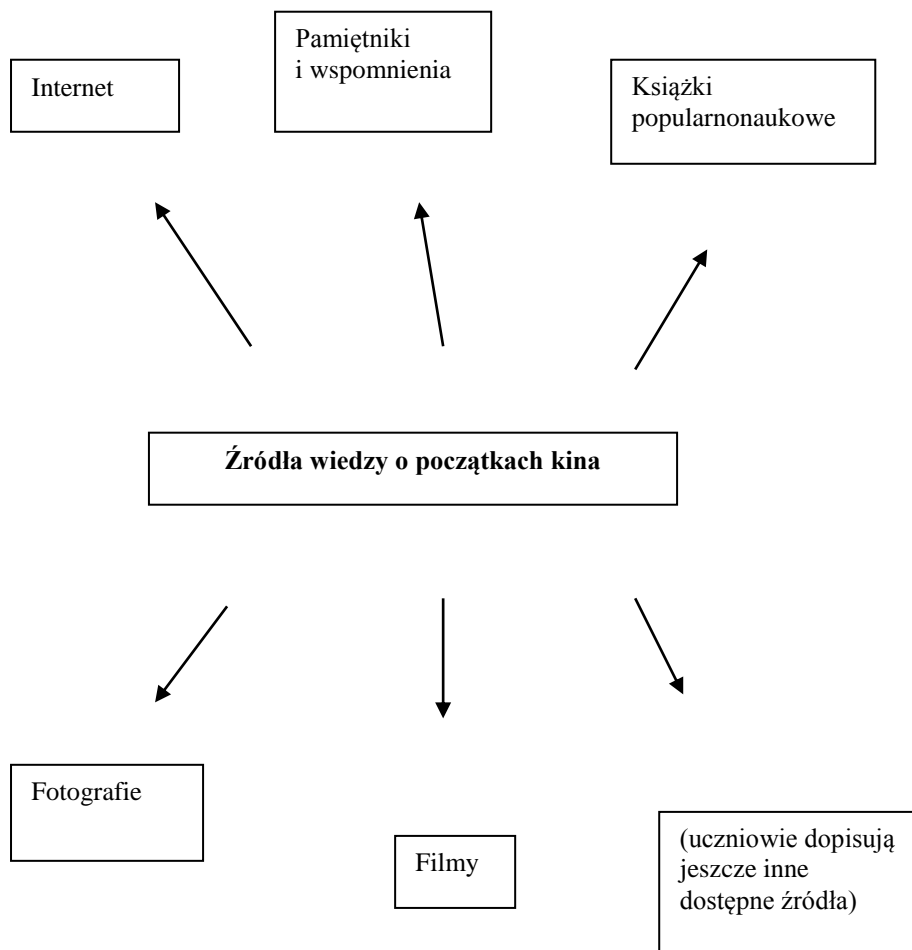 Internet
Pamiętniki
i wspomnienia
Książki
popularnonaukowe
Źródła wiedzy o początkach kina
Fotografie
Filmy
(uczniowie dopisują
jeszcze inne
dostępne źródła)